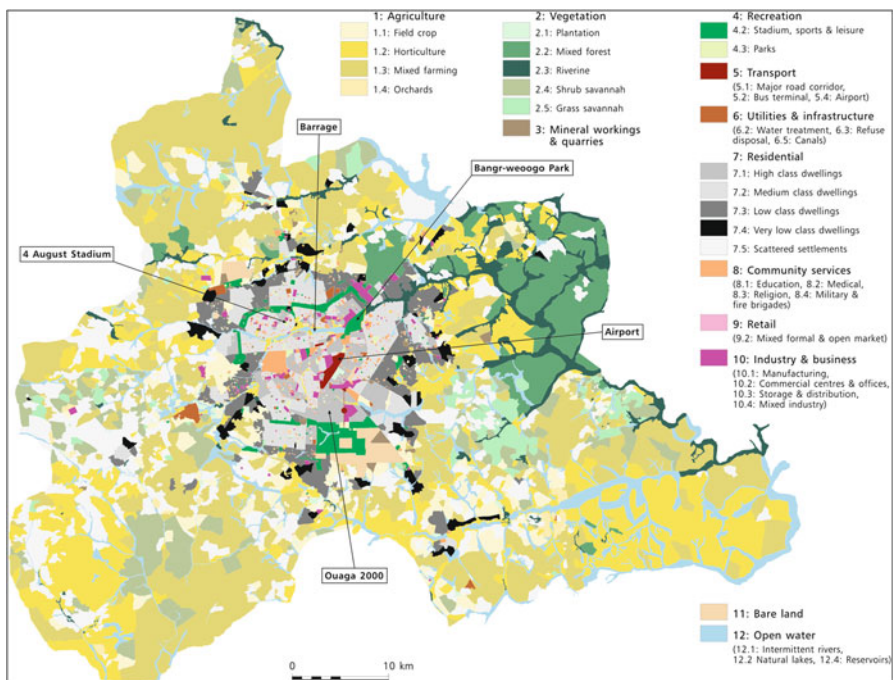 1: Agriculture
1.1: Field crop
1.2: Horticulture
1.3: Mixed farming
1.4: Orchards
2: Vegetation
2.1: Plantation
2.2: Mixed forest
2.3: Riverine
2.4: Shrub savannah
2.5: Grass savannah
3: Mineral workings
& quarries
4: Recreation
4.2: Stadium, sports & leisure
4.3: Parks
5: Transport
(5.1: Major road corridor,
5.2: Bus terminal, 5.4: Airport)
6: Utilities & infrastructure
(6.2: Water treatment, 6.3: Refuse
disposal, 6.5: Canals)
7: Residential
7.1: High class dwellings
7.2: Medium class dwellings
7.3: Low class dwellings
7.4: Very low class dwellings
7.5: Scattered settlements
8: Community services
(8.1: Education, 8.2: Medical,
8.3: Religion, 8.4: Military &
fire brigades)
9: Retail
(9.2: Mixed formal & open market)
10: Industry & business
(10.1: Manufacturing,
10.2: Commercial centres & offices,
10.3: Storage & distribution,
10.4: Mixed industry)
11: Bare land
12: Open water
(12.1: Intermittent rivers,
12.2 Natural lakes, 12.4: Reservoirs)
Barrage
Bangr-weoogo Park
4 August Stadium
Airport
Ouaga 2000
0 10 km